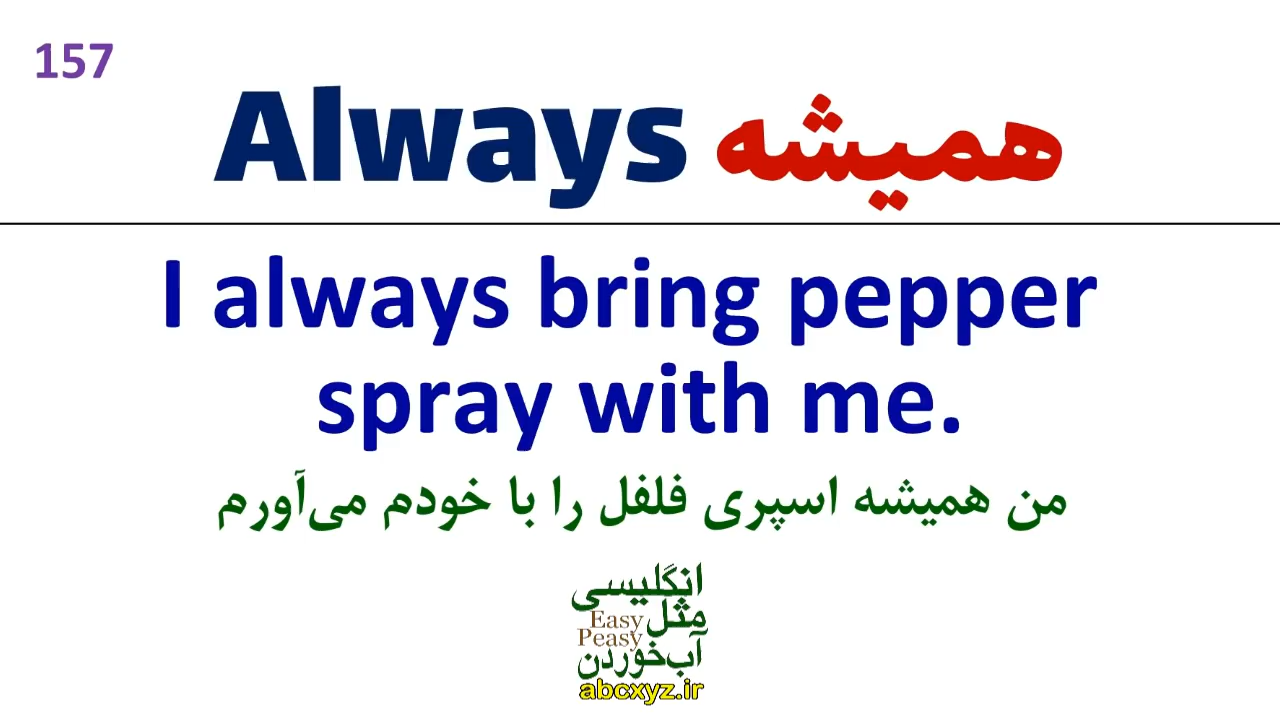 157
Always همیشه
I always bring pepper
spray with me.
من همیشه اسپری فلفل را با خودم می‌آورم
انگلیسی
مثل Easy
Peasy
آب‌خوردن
abcxyz.ir